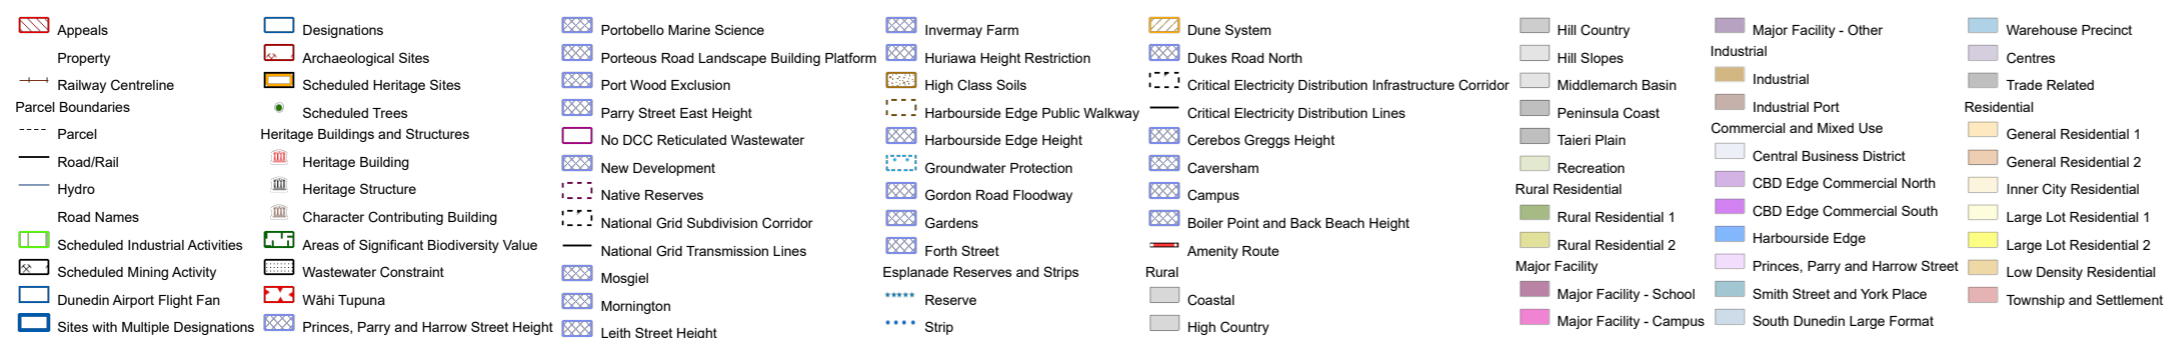 Appeals
Property
Railway Centreline
Parcel Boundaries
Parcel
Road/Rail
Hydro
Road Names
Scheduled Industrial Activities
Scheduled Mining Activity
Dunedin Airport Flight Fan
Sites with Multiple Designations
Designations
Archaeological Sites
Scheduled Heritage Sites
Scheduled Trees
Heritage Buildings and Structures
Heritage Building
Heritage Structure
Character Contributing Building
Areas of Significant Biodiversity Value
Wastewater Constraint
Wāhi Tupuna
Princes, Parry and Harrow Street Height
Portobello Marine Science
Porteous Road Landscape Building Platform
Port Wood Exclusion
Parry Street East Height
No DCC Reticulated Wastewater
New Development
Native Reserves
National Grid Subdivision Corridor
National Grid Transmission Lines
Mosgiel
Mornington
Leith Street Height
Invermay Farm
Huriawa Height Restriction
High Class Soils
Harbourside Edge Public Walkway
Harbourside Edge Height
Groundwater Protection
Gordon Road Floodway
Gardens
Forth Street
Esplanade Reserves and Strips
Reserve
Strip
Dune System
Dukes Road North
Critical Electricity Distribution Infrastructure Corridor
Critical Electricity Distribution Lines
Cerebos Greggs Height
Caversham
Campus
Boiler Point and Back Beach Height
Amenity Route
Rural
Coastal
High Country
Hill Country
Hill Slopes
Middlemarch Basin
Peninsula Coast
Taieri Plain
Recreation
Rural Residential
Rural Residential 1
Rural Residential 2
Major Facility
Major Facility - School
Major Facility - Campus
Major Facility - Other
Industrial
Industrial
Industrial Port
Commercial and Mixed Use
Central Business District
CBD Edge Commercial North
CBD Edge Commercial South
Harbourside Edge
Princes, Parry and Harrow Street
Smith Street and York Place
South Dunedin Large Format
Warehouse Precinct
Centres
Trade Related
Residential
General Residential 1
General Residential 2
Inner City Residential
Large Lot Residential 1
Large Lot Residential 2
Low Density Residential
Township and Settlement